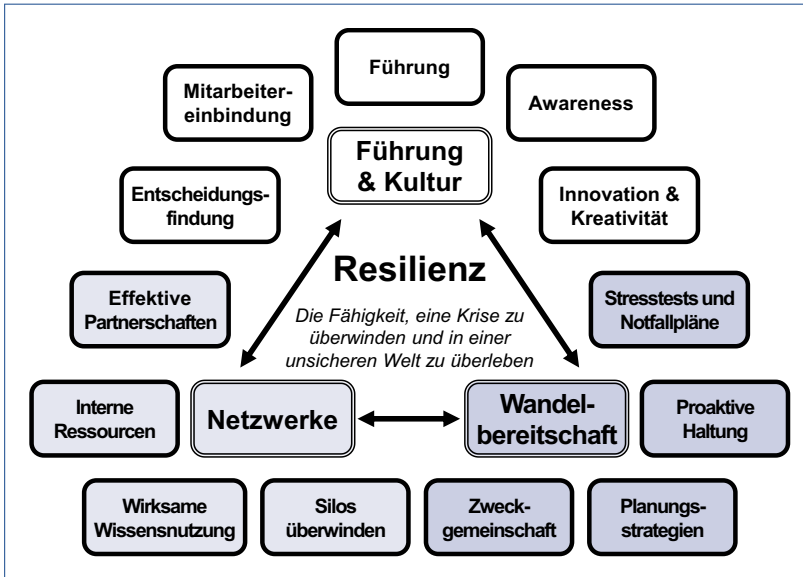 Führung
Mitarbeiter-
einbindung
Awareness
Führung
& Kultur
Entscheidungs-
findung
Innovation &
Kreativität
Resilienz
Die Fähigkeit, eine Krise zu
überwinden und in einer
unsicheren Welt zu überleben
Effektive
Partnerschaften
Stresstests und
Notfallpläne
Interne
Ressourcen
Netzwerke
Wandel-
bereitschaft
Proaktive
Haltung
Wirksame
Wissensnutzung
Silos
überwinden
Zweck-
gemeinschaft
Planungs-
strategien